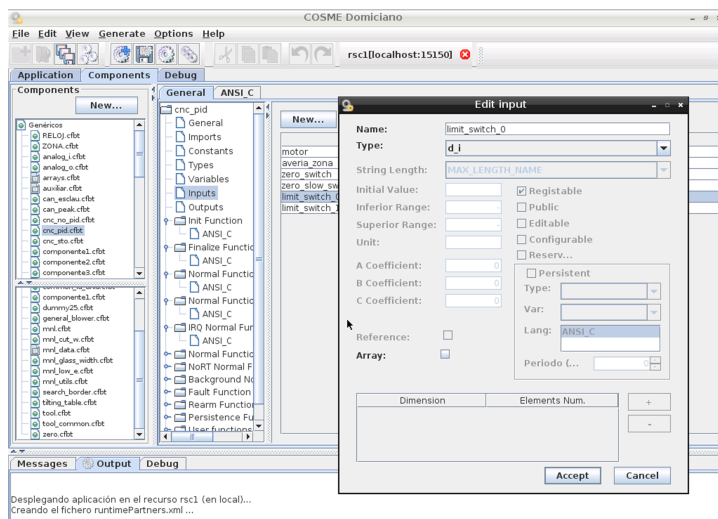 COSME Domiciano
File Edit View Generate Options Help
rsc1[localhost:15150]
Application Components Debug
Components
New...
Genéricos
RELOJ.cfbt
ZONA.cfbt
analog_i.cfbt
analog_o.cfbt
arrays.cfbt
auxiliar.cfbt
can_esclau.cfbt
can_peak.cfbt
cnc_no_pid.cfbt
cnc_pid.cfbt
cnc_sto.cfbt
componente1.cfbt
componente2.cfbt
componente3.cfbt
componente1.cfbt
dummy25.cfbt
general_blower.cfbt
mnl.cfbt
mnl_cut_w.cfbt
mnl_data.cfbt
mnl_glass_width.cfbt
mnl_low_e.cfbt
mnl_utils.cfbt
search_border.cfbt
tilting_table.cfbt
tool.cfbt
tool_common.cfbt
zero.cfbt
General ANSI_C
cnc_pid
General
Imports
Constants
Types
Variables
Inputs
Outputs
Init Function
ANSI_C
Finalize Functic
ANSI_C
Normal Functic
ANSI_C
Normal Functic
ANSI_C
IRQ Normal Fur
ANSI_C
Normal Functic
NoRT Normal F
Background No
Fault Function
Rearm Function
Persistence Fu
User functions
New...
motor
averia_zona
zero_switch
zero_slow_sw
limit_switch_0
limit_switch_1
Edit input
Name: limit_switch_0
Type: d_i
String Length: MAX_LENGTH_NAME
Initial Value:
Inferior Range:
Superior Range:
Unit:
A Coefficient: 0
B Coefficient: 0
C Coefficient: 0
Reference:
Array:
Registable
Public
Editable
Configurable
Reserv...
Persistent
Type:
Var:
Lang: ANSI_C
Periodo (... 0
Dimension Elements Num.
+
-
Accept Cancel
Messages Output Debug
Desplegando aplicación en el recurso rsc1 (en local)...
Creando el fichero runtimePartners.xml ...